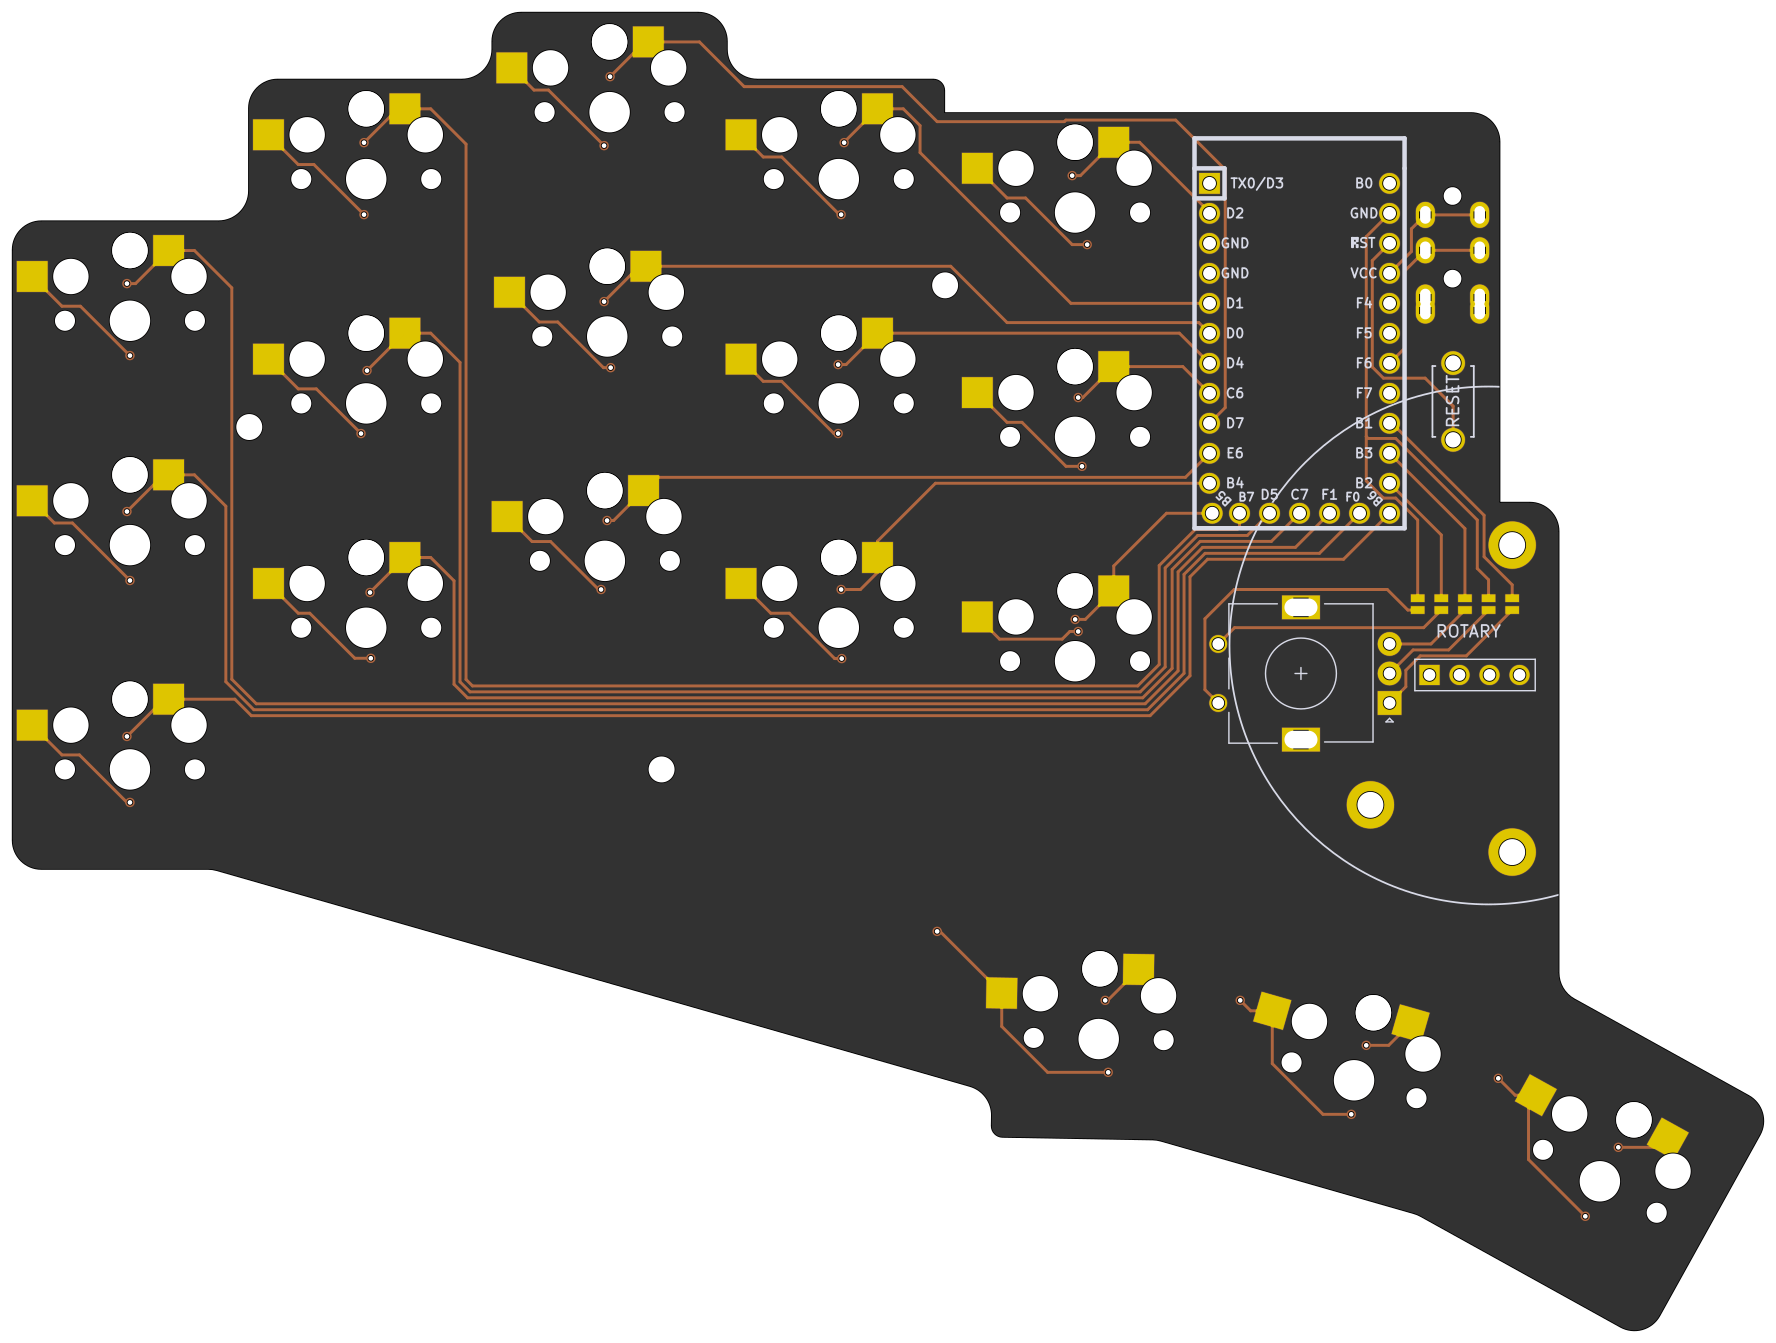 TX0/D3
B0
D2
GND
GND
RST
GND
VCC
D1
F4
D0
F5
D4
F6
C6
F7
D7
B1
E6
B3
B4
B2
B5
B7
D5
C7
F1
F0
B6
RESET
ROTARY